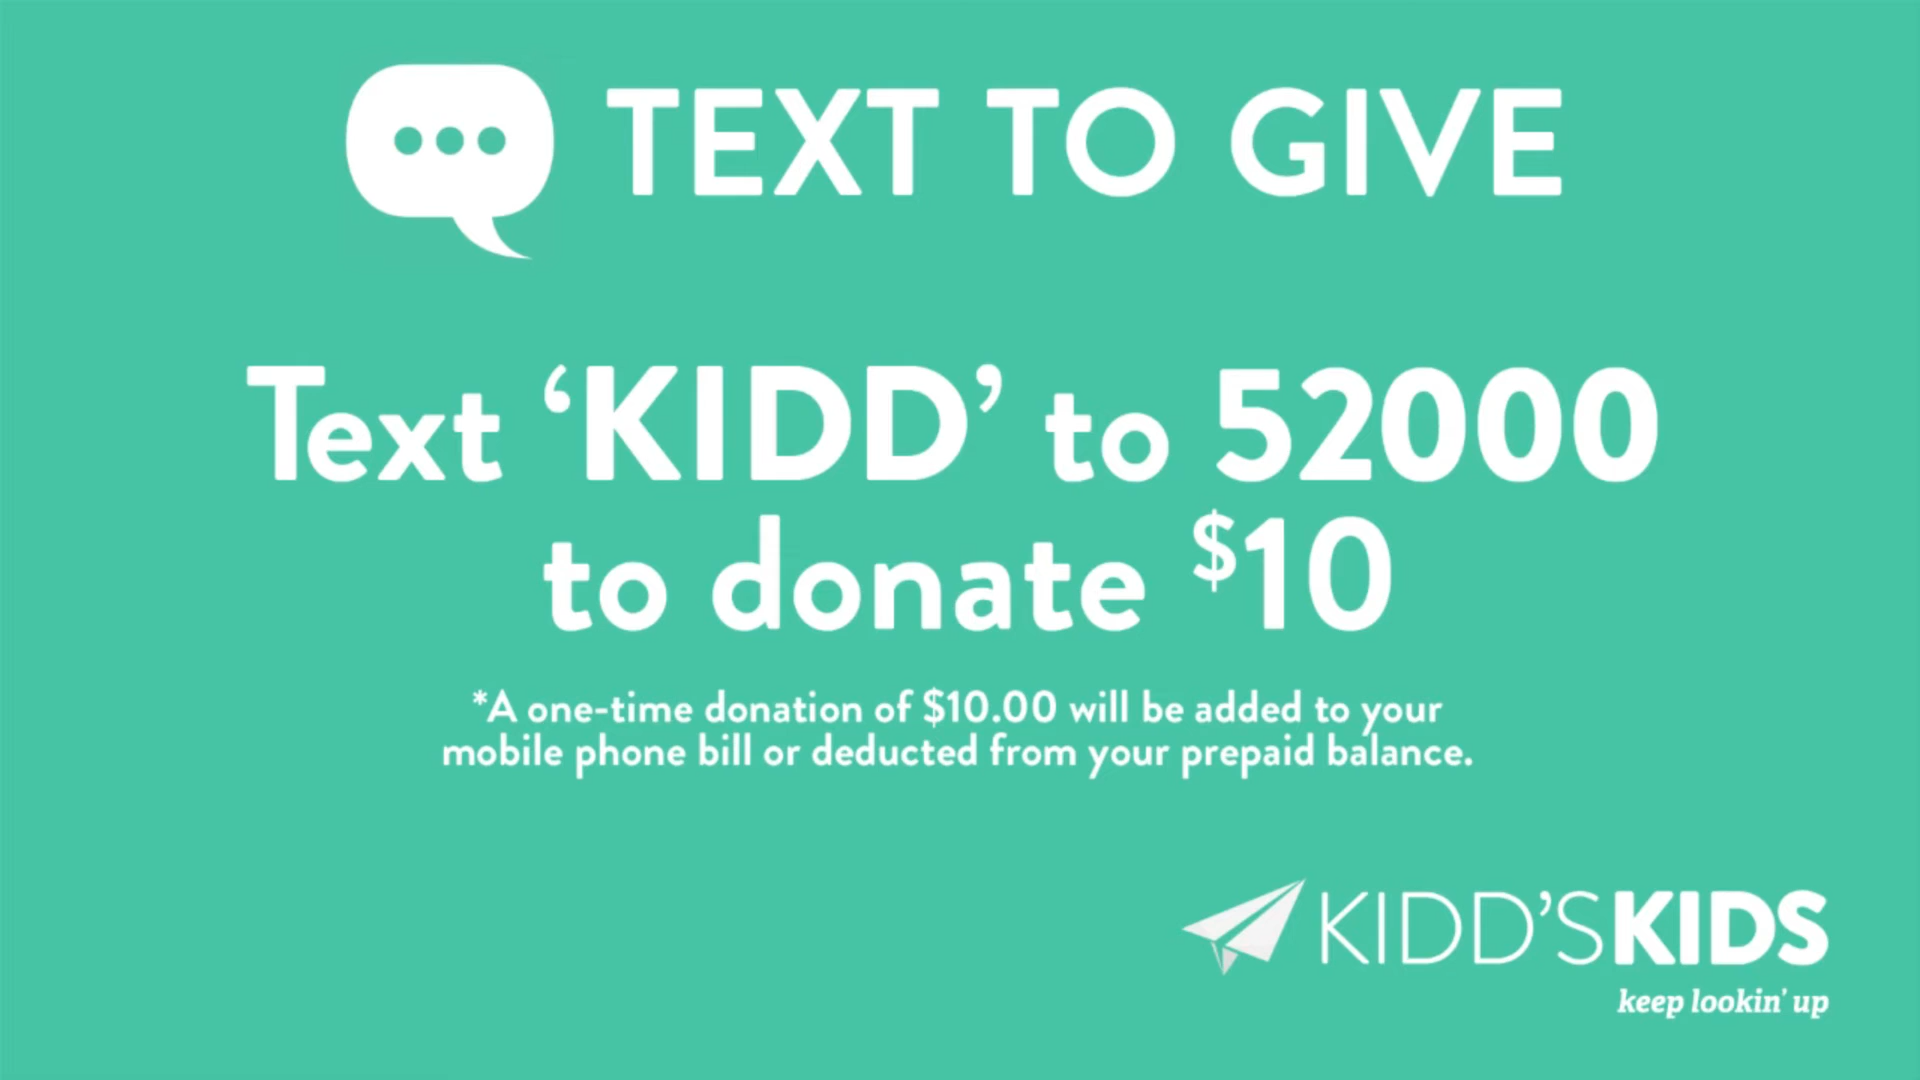 TEXT TO GIVE
Text ‘KIDD’ to 52000
to donate $10
*A one-time donation of $10.00 will be added to your
mobile phone bill or deducted from your prepaid balance.
KIDD’SKIDS
keep lookin’ up